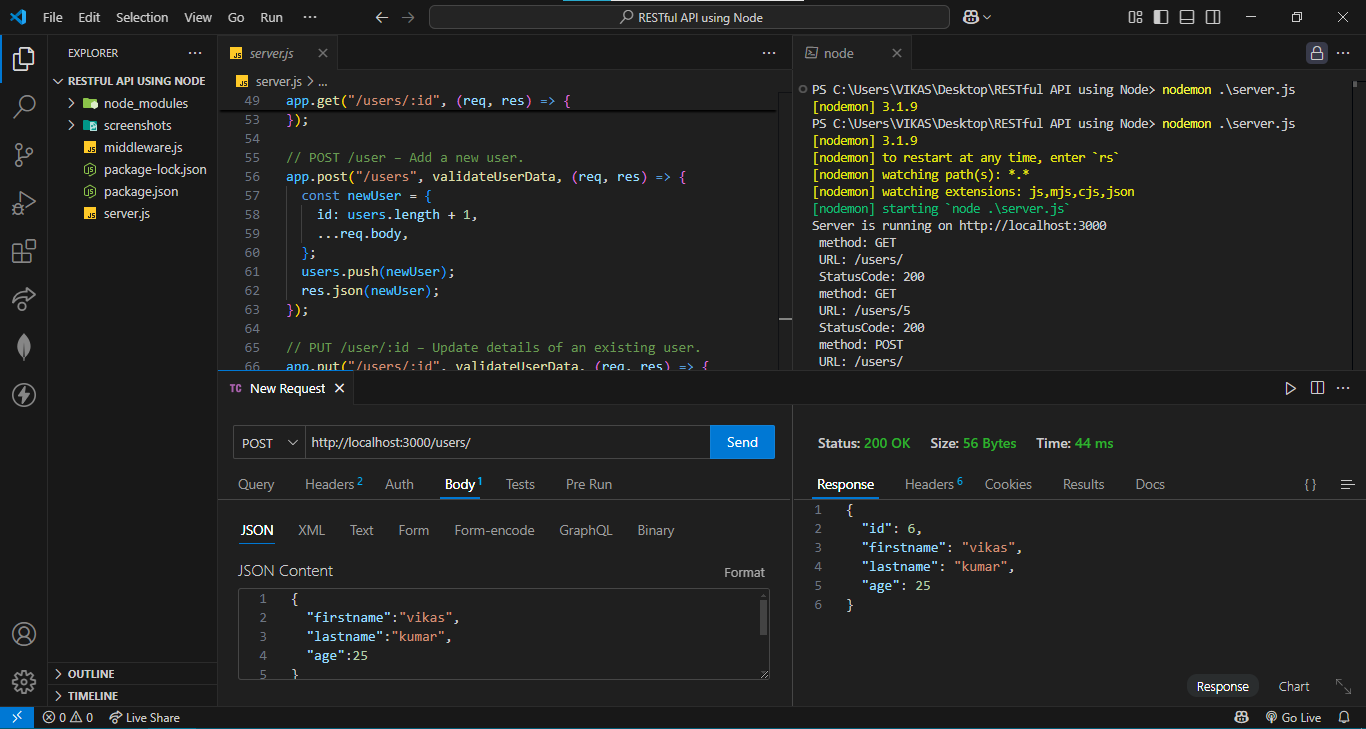 File Edit Selection View Go Run ··· RESTful API using Node
EXPLORER ···
RESTFUL API USING NODE
node_modules
screenshots
JS middleware.js
package-lock.json
package.json
JS server.js
OUTLINE
TIMELINE
JS server.js
JS server.js > ...
49 app.get("/users/:id", (req, res) => {
53 });
54
55 // POST /user – Add a new user.
56 app.post("/users", validateUserData, (req, res) => {
57 const newUser = {
58 id: users.length + 1,
59 ...req.body,
60 };
61 users.push(newUser);
62 res.json(newUser);
63 });
64
65 // PUT /user/:id – Update details of an existing user.
66 app.put("/users/:id", validateUserData, (req, res) => {
node
PS C:\Users\VIKAS\Desktop\RESTful API using Node> nodemon .\server.js
[nodemon] 3.1.9
PS C:\Users\VIKAS\Desktop\RESTful API using Node> nodemon .\server.js
[nodemon] 3.1.9
[nodemon] to restart at any time, enter `rs`
[nodemon] watching path(s): *.*
[nodemon] watching extensions: js,mjs,cjs,json
[nodemon] starting `node .\server.js`
Server is running on http://localhost:3000
method: GET
URL: /users/
StatusCode: 200
method: GET
URL: /users/5
StatusCode: 200
method: POST
URL: /users/
TC New Request
POST http://localhost:3000/users/ Send
Query Headers 2 Auth Body 1 Tests Pre Run
JSON XML Text Form Form-encode GraphQL Binary
JSON Content Format
1 {
2 "firstname":"vikas",
3 "lastname":"kumar",
4 "age":25
5 }
Status: 200 OK Size: 56 Bytes Time: 44 ms
Response Headers 6 Cookies Results Docs { }
1 {
2 "id": 6,
3 "firstname": "vikas",
4 "lastname": "kumar",
5 "age": 25
6 }
Response Chart
0 0 Live Share Go Live